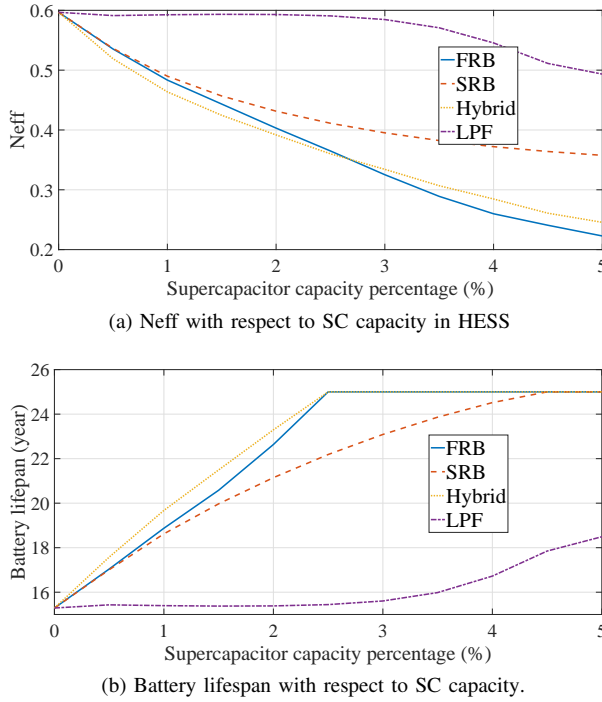 0.6
0.5
0.4
0.3
0.2
Neff
FRB
SRB
Hybrid
LPF
0 1 2 3 4 5
Supercapacitor capacity percentage (%)
(a) Neff with respect to SC capacity in HESS
26
24
22
20
18
16
Battery lifepan (year)
FRB
SRB
Hybrid
LPF
0 1 2 3 4 5
Supercapacitor capacity percentage (%)
(b) Battery lifespan with respect to SC capacity.